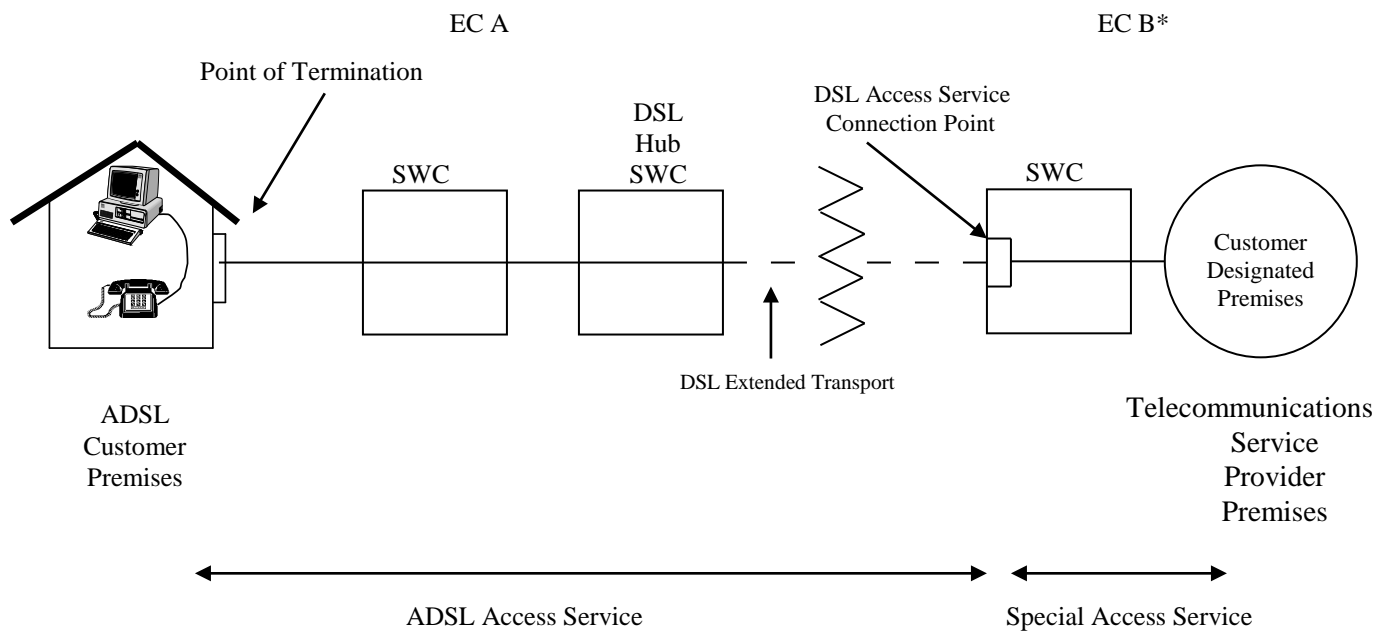 EC A
EC B*
Point of Termination
DSL Access Service
Connection Point
DSL
Hub
SWC
SWC
SWC
Customer
Designated
Premises
DSL Extended Transport
ADSL
Customer
Premises
Telecommunications
Service
Provider
Premises
ADSL Access Service
Special Access Service